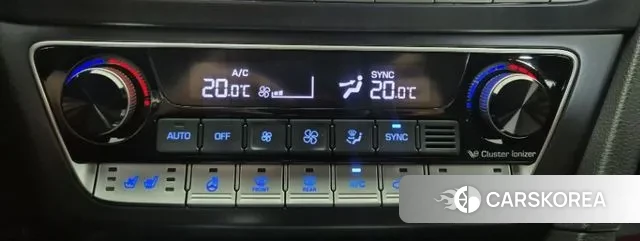 A/C SYNC
20.0°C 20.0°C
AUTO OFF SYNC
Cluster ionizer
FRONT REAR A/C
CARSKOREA